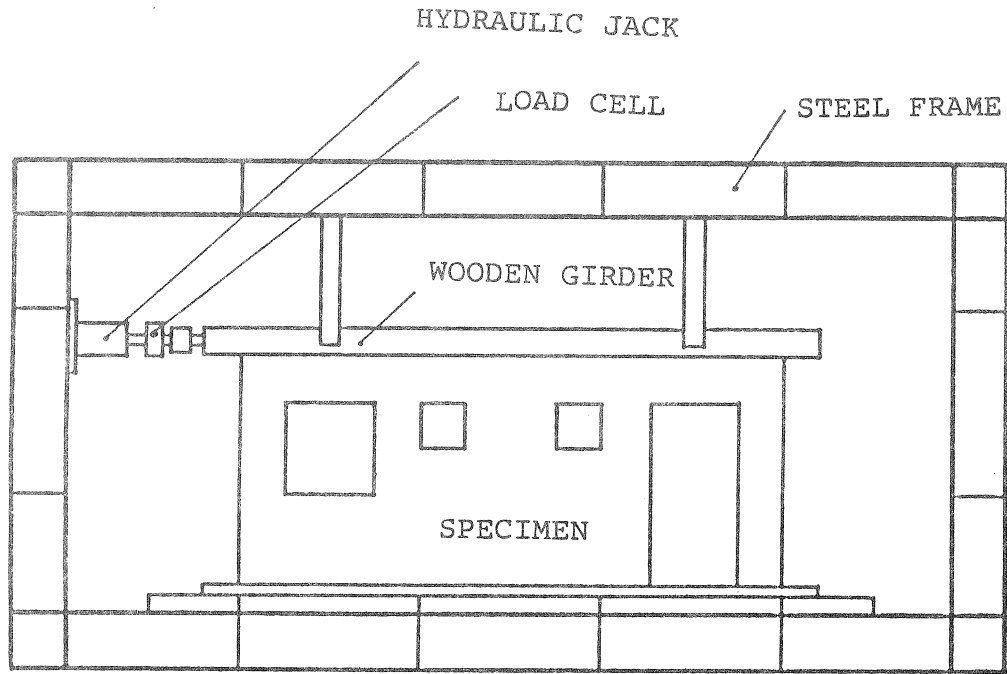 HYDRAULIC JACK
LOAD CELL
STEEL FRAME
WOODEN GIRDER
SPECIMEN